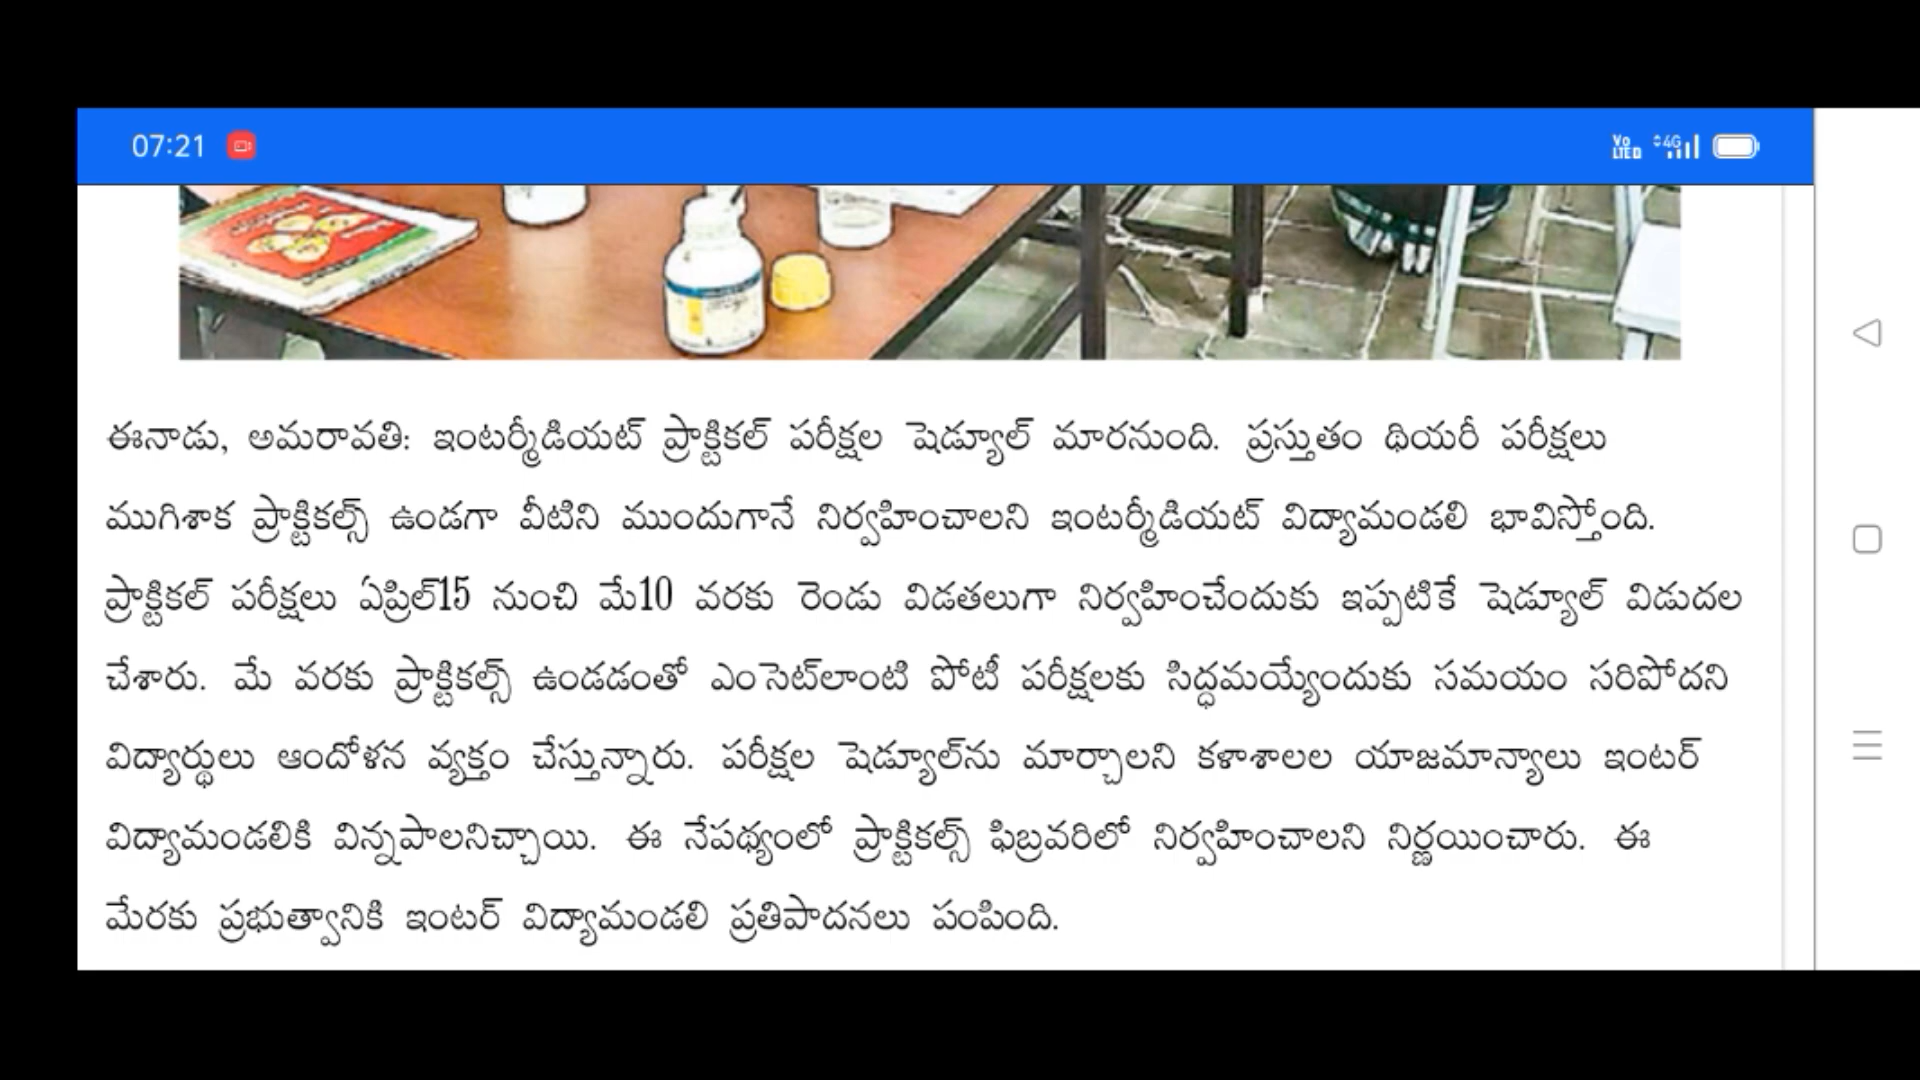 07:21
Vo LTE 4G
ఈనాడు, అమరావతి: ఇంటర్మీడియట్ ప్రాక్టికల్ పరీక్షల షెడ్యూల్ మారనుంది. ప్రస్తుతం థియరీ పరీక్షలు
ముగిశాక ప్రాక్టికల్స్ ఉండగా వీటిని ముందుగానే నిర్వహించాలని ఇంటర్మీడియట్ విద్యామండలి భావిస్తోంది.
ప్రాక్టికల్ పరీక్షలు ఏప్రిల్15 నుంచి మే10 వరకు రెండు విడతలుగా నిర్వహించేందుకు ఇప్పటికే షెడ్యూల్ విడుదల
చేశారు. మే వరకు ప్రాక్టికల్స్ ఉండడంతో ఎంసెట్‌లాంటి పోటీ పరీక్షలకు సిద్ధమయ్యేందుకు సమయం సరిపోదని
విద్యార్థులు ఆందోళన వ్యక్తం చేస్తున్నారు. పరీక్షల షెడ్యూల్‌ను మార్చాలని కళాశాలల యాజమాన్యాలు ఇంటర్
విద్యామండలికి విన్నపాలనిచ్చాయి. ఈ నేపథ్యంలో ప్రాక్టికల్స్ ఫిబ్రవరిలో నిర్వహించాలని నిర్ణయించారు. ఈ
మేరకు ప్రభుత్వానికి ఇంటర్ విద్యామండలి ప్రతిపాదనలు పంపింది.